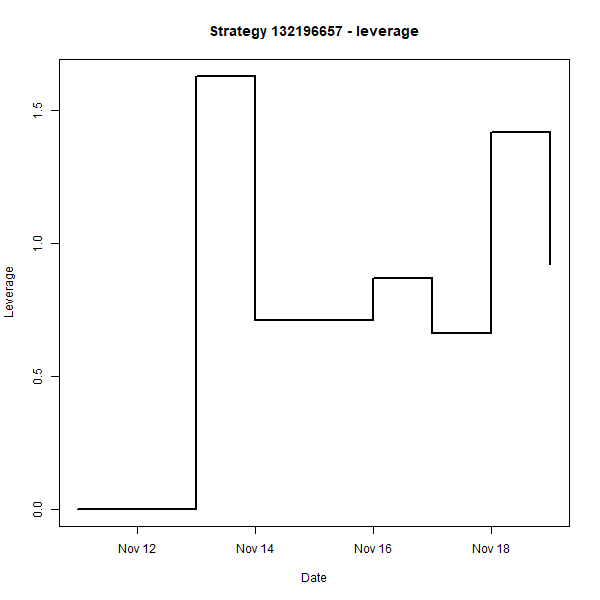 Strategy 132196657 - leverage
Leverage
1.5
1.0
0.5
0.0
Nov 12
Nov 14
Nov 16
Nov 18
Date